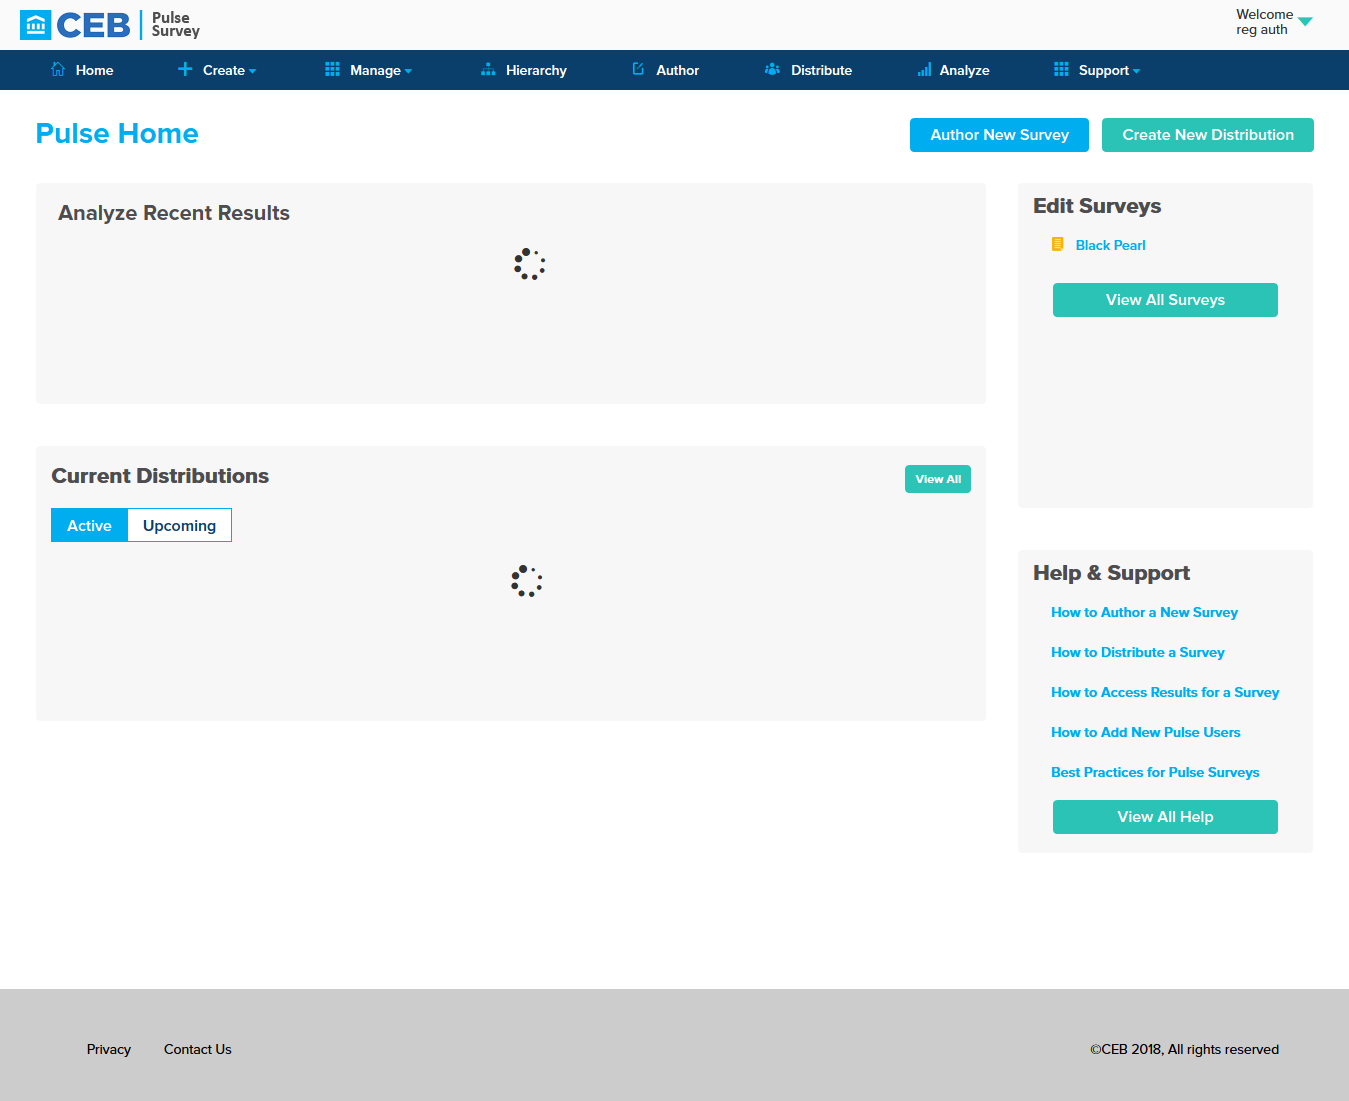 CEB Pulse Survey
Welcome
reg auth
Home Create Manage Hierarchy Author Distribute Analyze Support
Pulse Home
Author New Survey
Create New Distribution
Analyze Recent Results
Edit Surveys
Black Pearl
View All Surveys
Current Distributions
View All
Active Upcoming
Help & Support
How to Author a New Survey
How to Distribute a Survey
How to Access Results for a Survey
How to Add New Pulse Users
Best Practices for Pulse Surveys
View All Help
Privacy Contact Us ©CEB 2018, All rights reserved